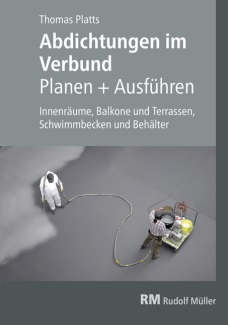 Thomas Platts
Abdichtungen im
Verbund
Planen + Ausführen
Innenräume, Balkone und Terrassen,
Schwimmbecken und Behälter
RM Rudolf Müller